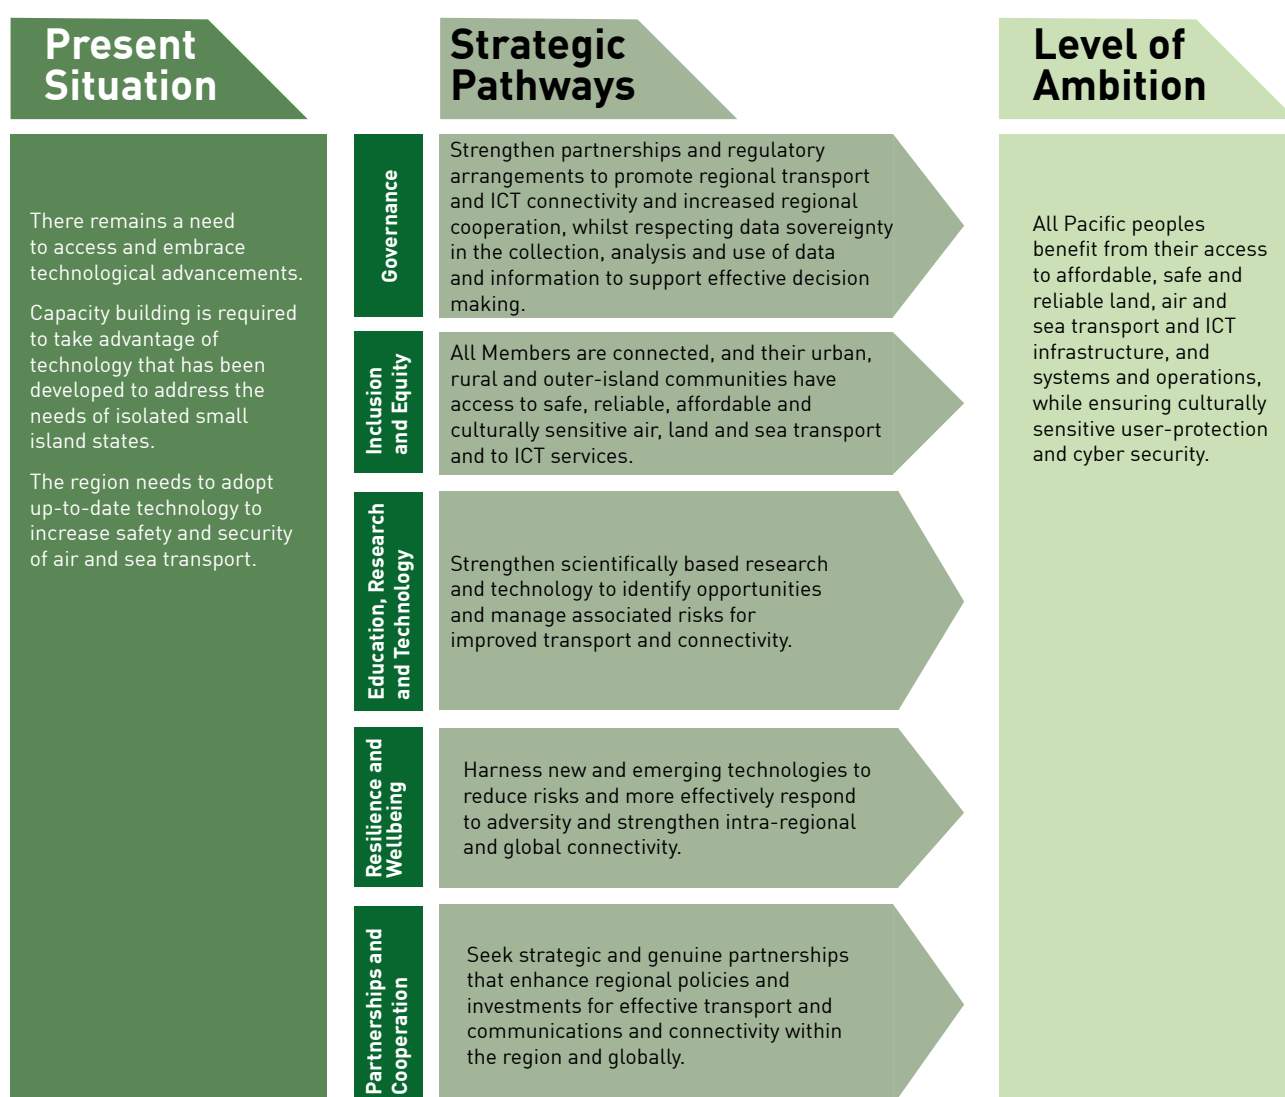 Present
Situation
There remains a need
to access and embrace
technological advancements.
Capacity building is required
to take advantage of
technology that has been
developed to address the
needs of isolated small
island states.
The region needs to adopt
up-to-date technology to
increase safety and security
of air and sea transport.
Strategic
Pathways
Governance
Strengthen partnerships and regulatory
arrangements to promote regional transport
and ICT connectivity and increased regional
cooperation, whilst respecting data sovereignty
in the collection, analysis and use of data
and information to support effective decision
making.
Inclusion
and Equity
All Members are connected, and their urban,
rural and outer-island communities have
access to safe, reliable, affordable and
culturally sensitive air, land and sea transport
and to ICT services.
Education, Research
and Technology
Strengthen scientifically based research
and technology to identify opportunities
and manage associated risks for
improved transport and connectivity.
Resilience and
Wellbeing
Harness new and emerging technologies to
reduce risks and more effectively respond
to adversity and strengthen intra-regional
and global connectivity.
Partnerships and
Cooperation
Seek strategic and genuine partnerships
that enhance regional policies and
investments for effective transport and
communications and connectivity within
the region and globally.
Level of
Ambition
All Pacific peoples
benefit from their access
to affordable, safe and
reliable land, air and
sea transport and ICT
infrastructure, and
systems and operations,
while ensuring culturally
sensitive user-protection
and cyber security.